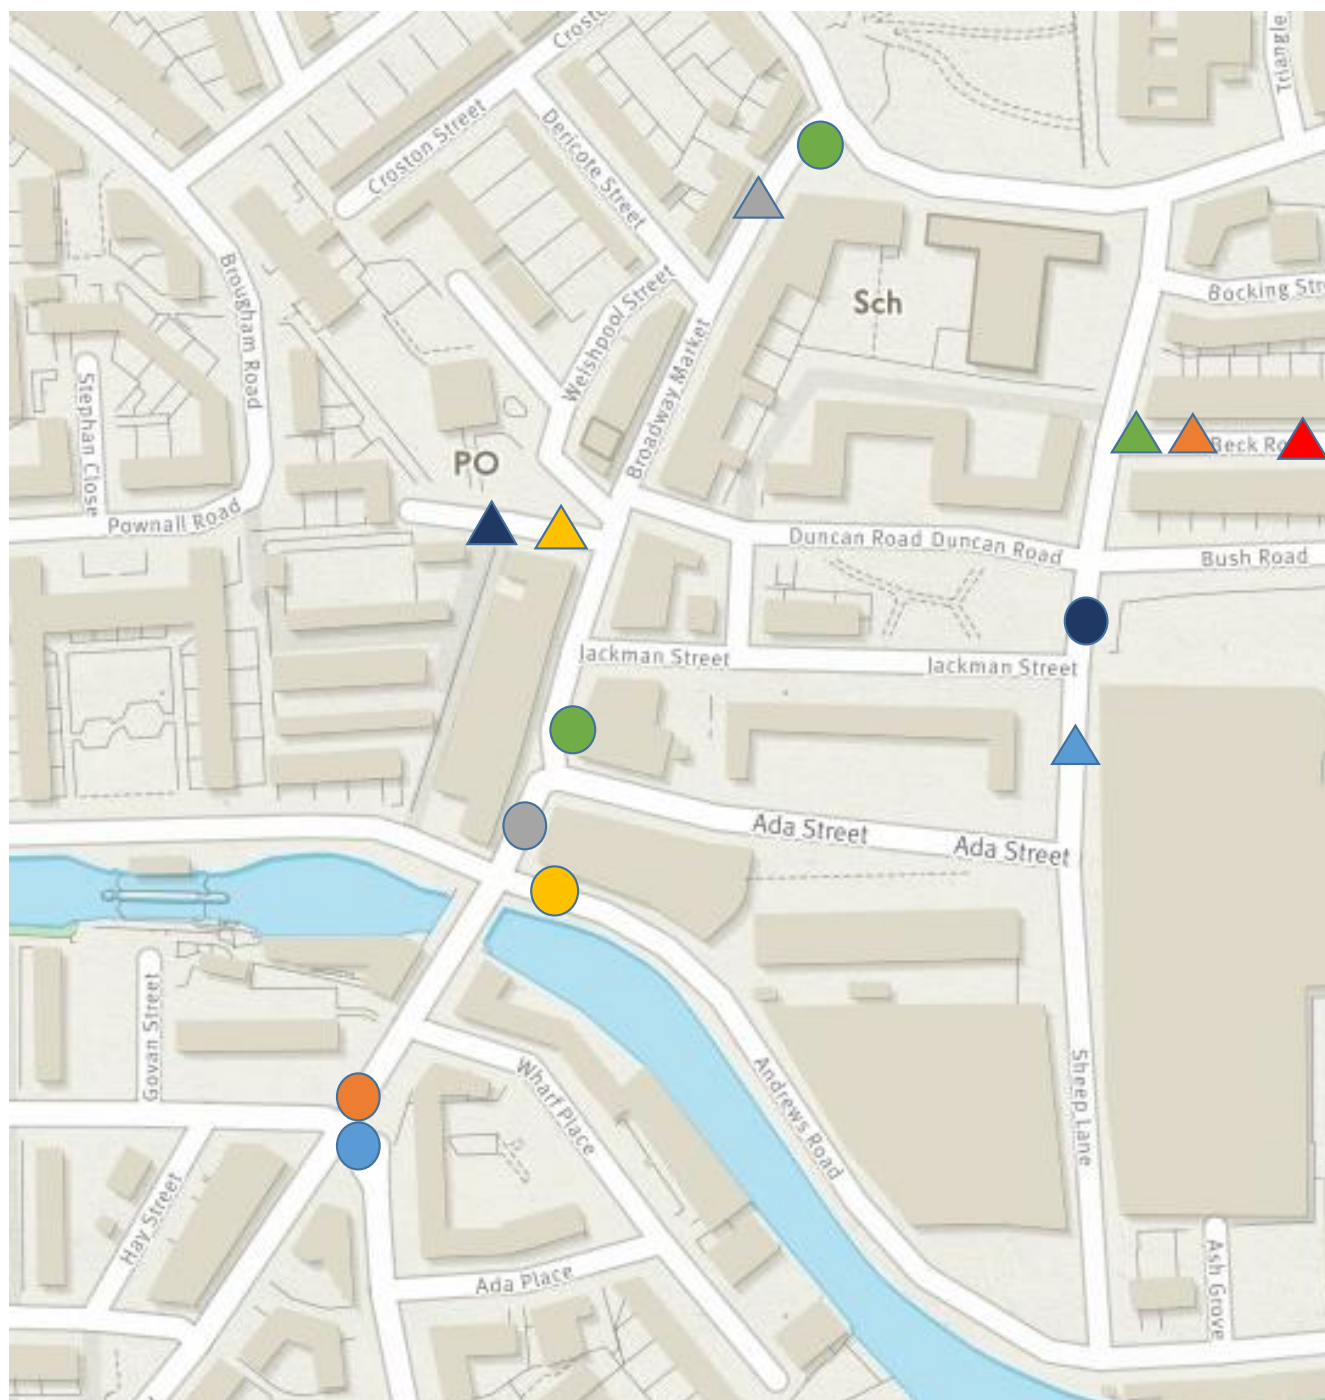 Crosto
Triangle
Croston Street
Dericote Street
Brougham Road
Welshpool Street
Sch
Bocking Str
Broadway Market
Stephan Close
PO
Beck Ro
Pownall Road
Duncan Road
Duncan Road
Bush Road
Jackman Street
Jackman Street
Ada Street
Ada Street
Govan Street
Wharf Place
Andrews Road
Sheep Lane
Hay Street
Ada Place
Ash Grove